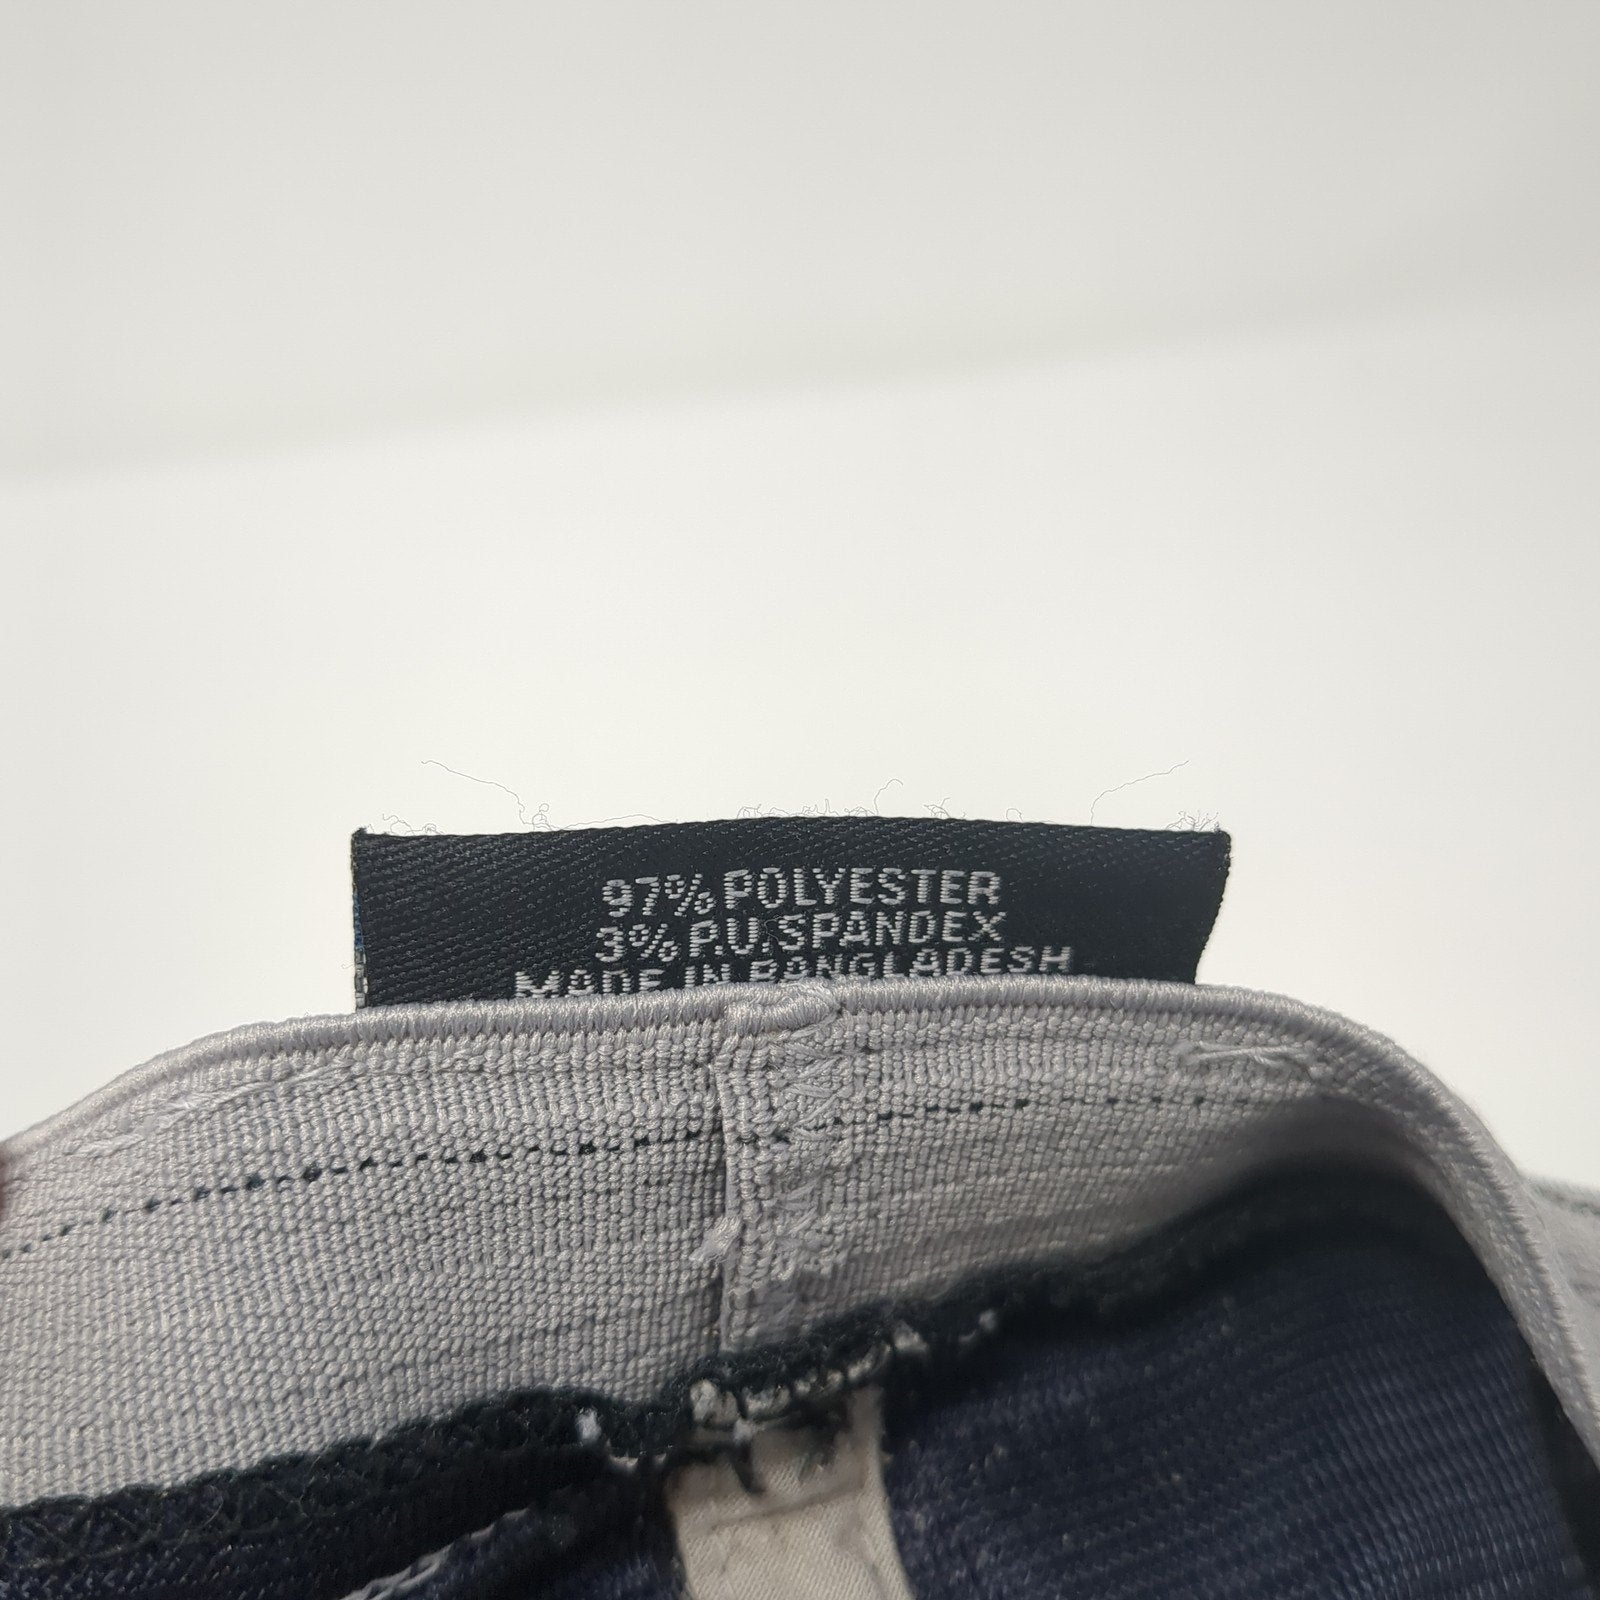 97% POLYESTER
3% P.U. SPANDEX
MADE IN BANGLADESH